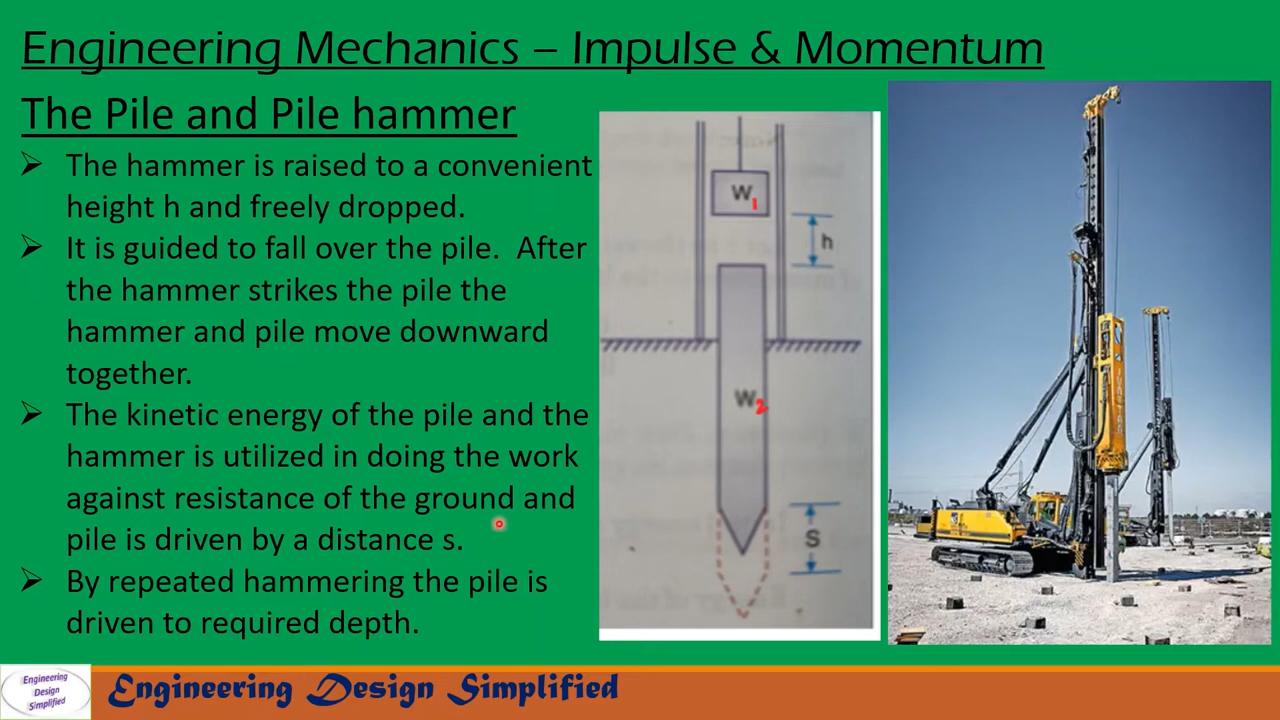 Engineering Mechanics – Impulse & Momentum
The Pile and Pile hammer
The hammer is raised to a convenient
height h and freely dropped.
It is guided to fall over the pile. After
the hammer strikes the pile the
hammer and pile move downward
together.
The kinetic energy of the pile and the
hammer is utilized in doing the work
against resistance of the ground and
pile is driven by a distance s.
By repeated hammering the pile is
driven to required depth.
W1
h
W2
S
Engineering
Design
Simplified
Engineering Design Simplified